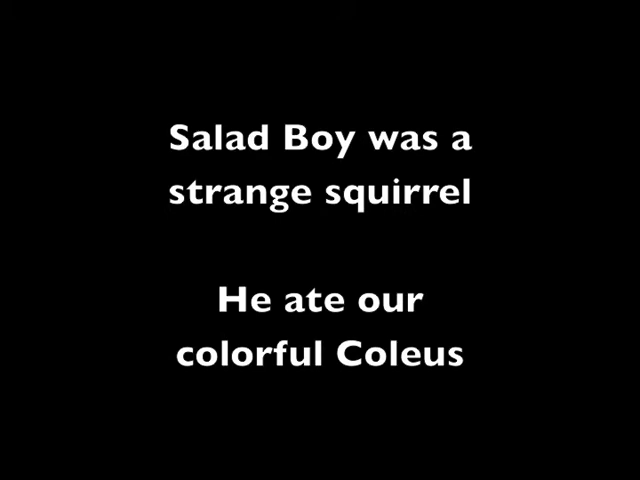 Salad Boy was a
strange squirrel
He ate our
colorful Coleus